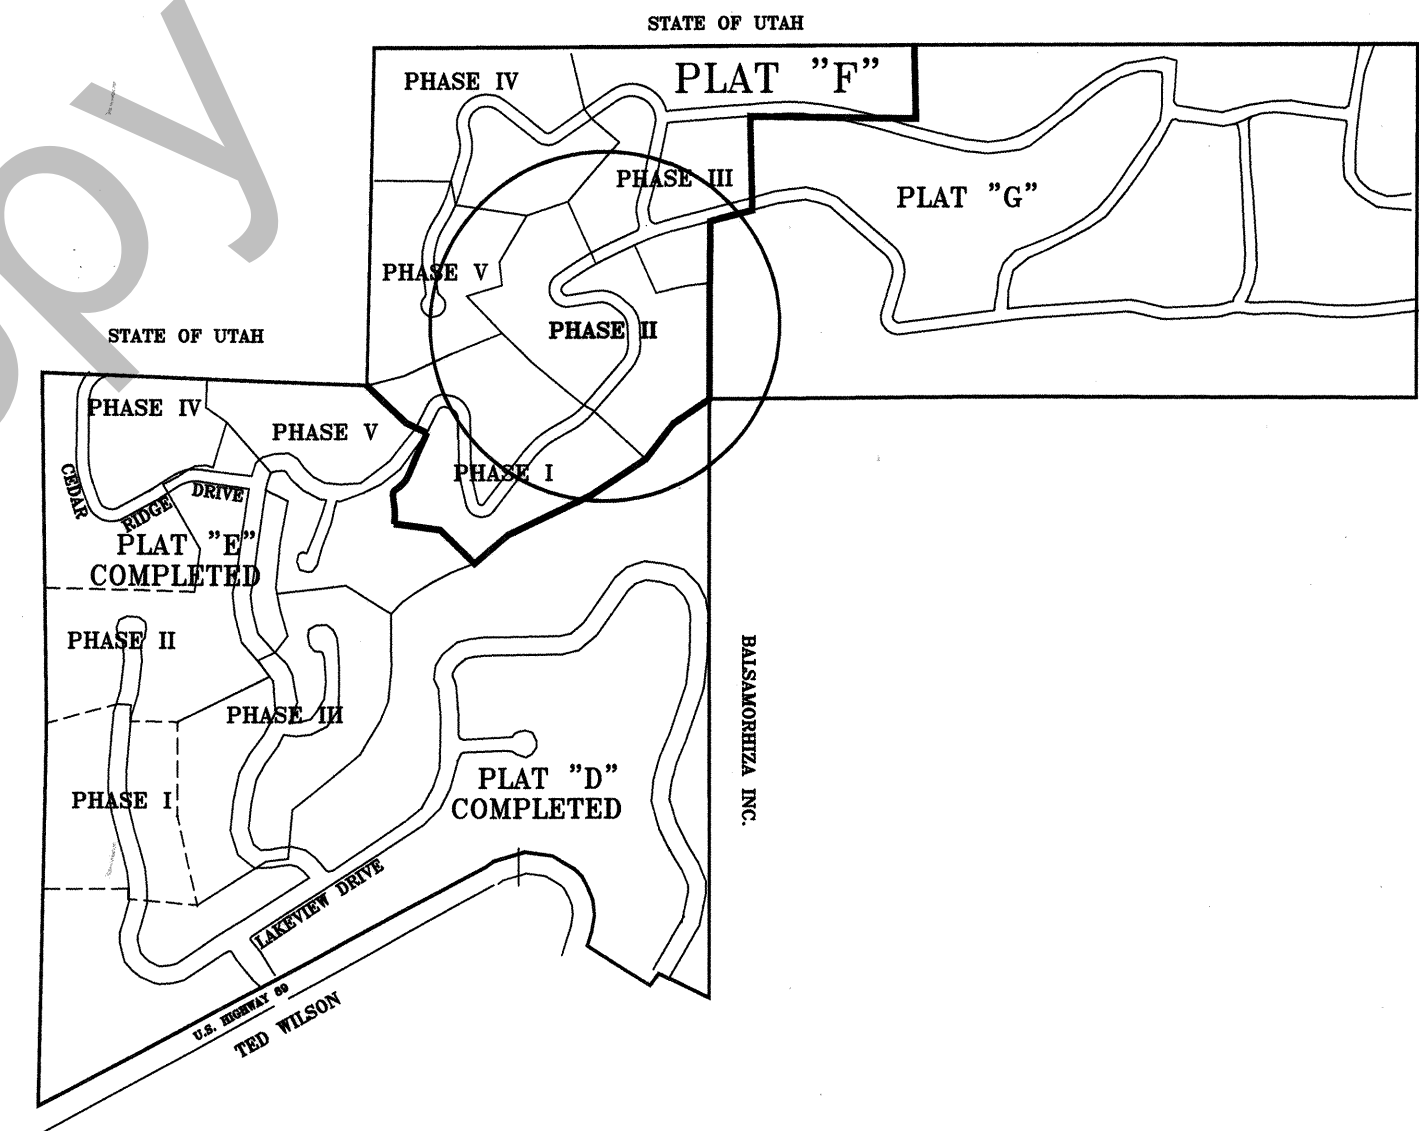 STATE OF UTAH
PHASE IV
PLAT "F"
PHASE III
PLAT "G"
PHASE V
PHASE II
STATE OF UTAH
PHASE IV
PHASE V
PHASE I
CEDAR
RIDGE
DRIVE
PLAT "E"
COMPLETED
PHASE II
PHASE III
PHASE I
PLAT "D"
COMPLETED
BALSAMORHIZA INC.
LAKEVIEW DRIVE
U.S. HIGHWAY 89
TED WILSON